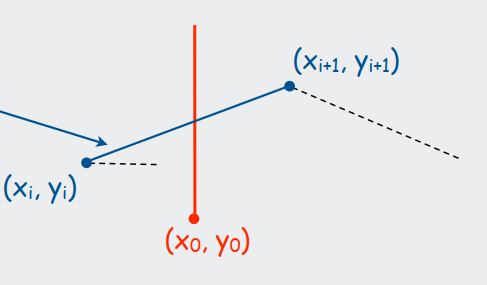 (xᵢ₊₁, yᵢ₊₁)
(xᵢ, yᵢ)
(x₀, y₀)